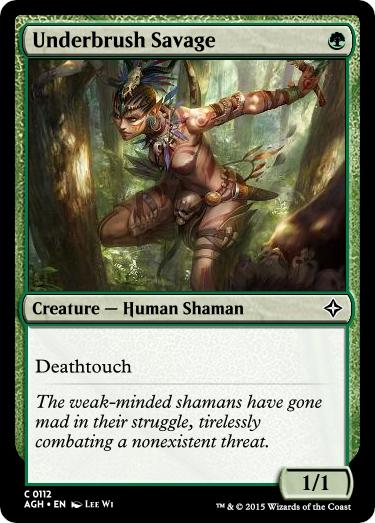 Underbrush Savage
Creature — Human Shaman
Deathtouch
The weak-minded shamans have gone
mad in their struggle, tirelessly
combating a nonexistent threat.
1/1
C 0112
AGH • EN LEE WI
™ & © 2015 Wizards of the Coast